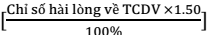 [Chỉ số hài lòng về TCDV ×1.50
100%]